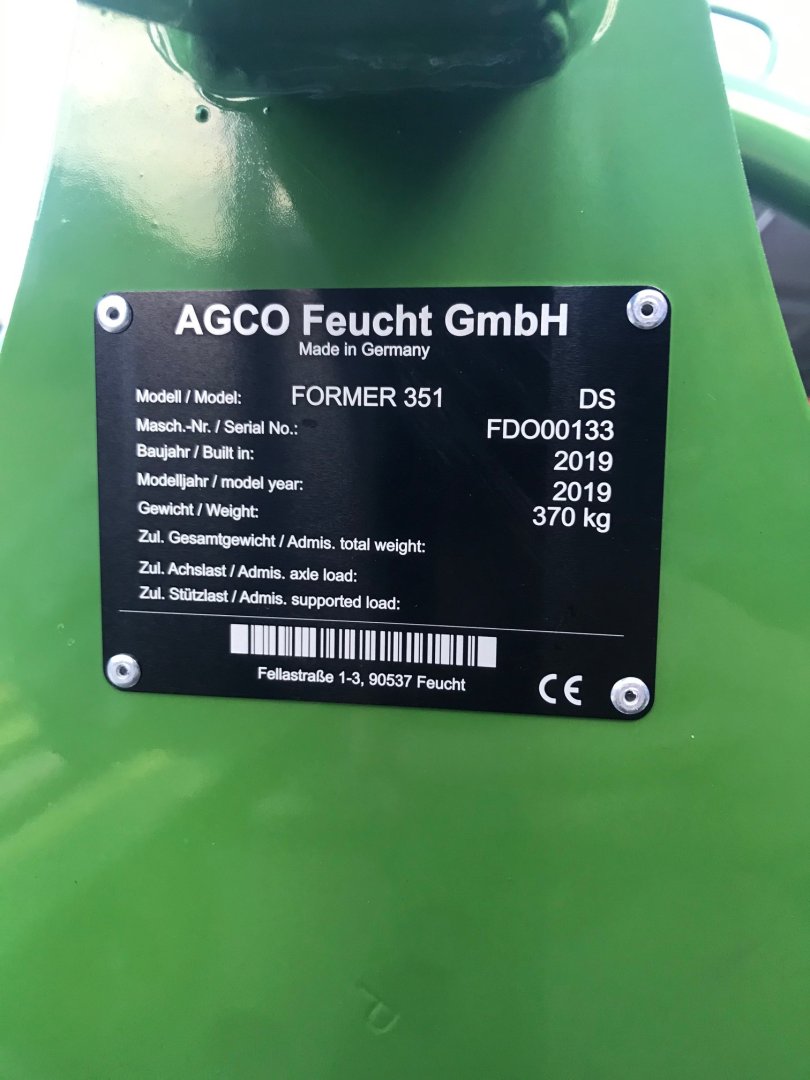 AGCO Feucht GmbH
Made in Germany
Modell / Model: FORMER 351 DS
Masch.-Nr. / Serial No.: FDO00133
Baujahr / Built in: 2019
Modelljahr / model year: 2019
Gewicht / Weight: 370 kg
Zul. Gesamtgewicht / Admis. total weight:
Zul. Achslast / Admis. axle load:
Zul. Stützlast / Admis. supported load:
Fellastraße 1-3, 90537 Feucht
CE